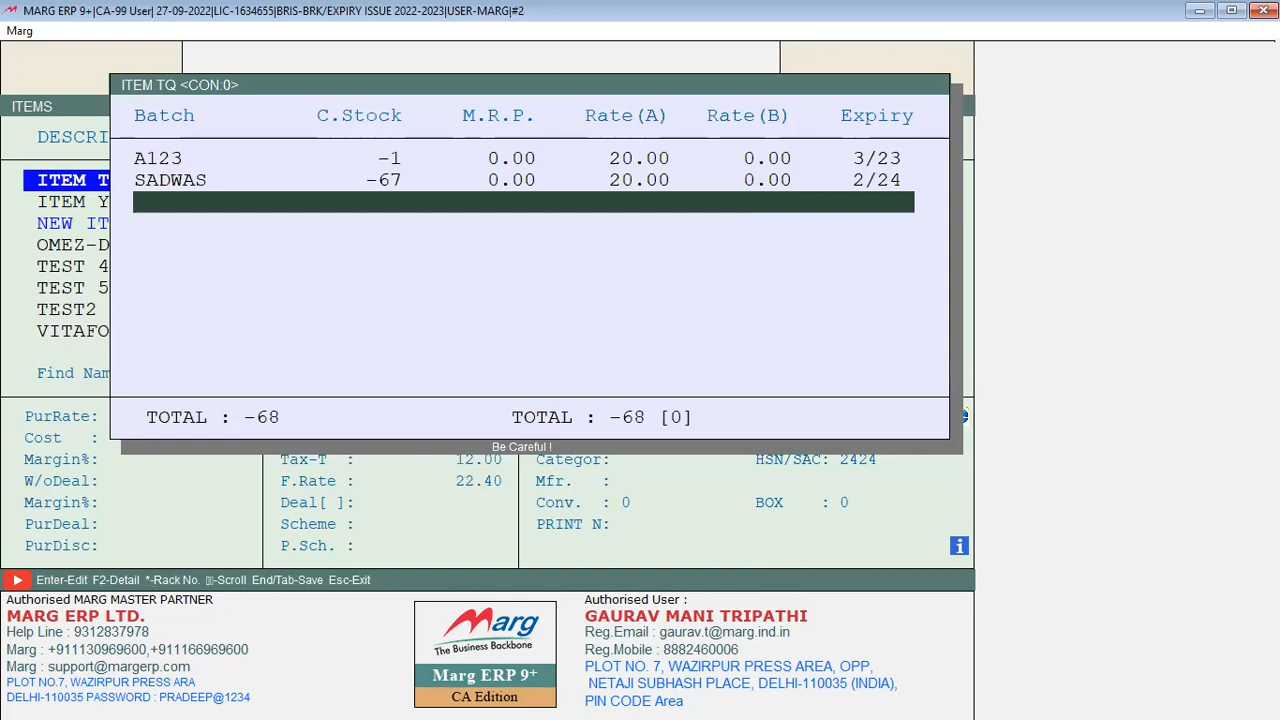 MARG ERP 9+|CA-99 User| 27-09-2022|LIC-1634655|BRIS-BRK/EXPIRY ISSUE 2022-2023|USER-MARG|#2
Marg
ITEM TQ <CON:0>
Batch C.Stock M.R.P. Rate(A) Rate(B) Expiry
A123 -1 0.00 20.00 0.00 3/23
SADWAS -67 0.00 20.00 0.00 2/24
TOTAL : -68 TOTAL : -68 [0]
Be Careful !
ITEMS
DESCRI
ITEM T
ITEM Y
NEW IT
OMEZ-D
TEST 4
TEST 5
TEST2
VITAFO
Find Nam
PurRate:
Cost :
Margin%: Tax-T : 12.00 Categor: HSN/SAC: 2424
W/oDeal: F.Rate : 22.40 Mfr. :
Margin%: Deal[ ]: Conv. : 0 BOX : 0
PurDeal: Scheme : PRINT N:
PurDisc: P.Sch. :
Enter-Edit F2-Detail *-Rack No. -Scroll End/Tab-Save Esc-Exit
Authorised MARG MASTER PARTNER
MARG ERP LTD.
Help Line : 9312837978
Marg : +911130969600,+911166969600
Marg : support@margerp.com
PLOT NO. 7, WAZIRPUR PRESS ARA
DELHI-110035 PASSWORD : PRADEEP@1234
Marg
The Business Backbone
Marg ERP 9+
CA Edition
Authorised User :
GAURAV MANI TRIPATHI
Reg.Email : gaurav.t@marg.ind.in
Reg.Mobile : 8882460006
PLOT NO. 7, WAZIRPUR PRESS AREA, OPP,
NETAJI SUBHASH PLACE, DELHI-110035 (INDIA),
PIN CODE Area